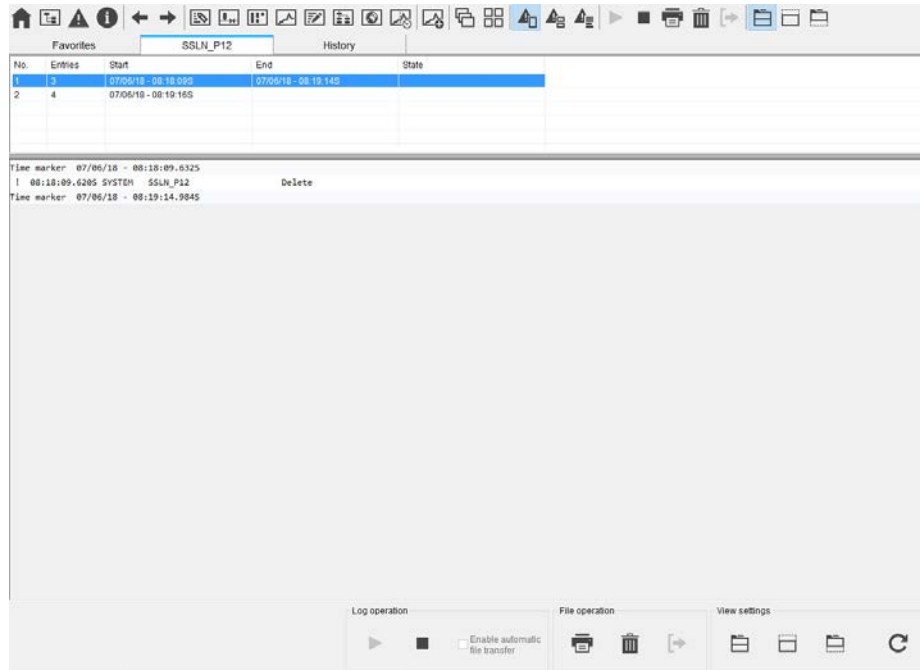 Favorites SSLN_P12 History
No. Entries Start End State
1 3 07/06/18 - 08:18:09S 07/06/18 - 08:19:14S
2 4 07/06/18 - 08:19:16S
Time marker 07/06/18 - 08:18:09.632S
! 08:18:09.620S SYSTEM SSLN_P12 Delete
Time marker 07/06/18 - 08:19:14.984S
Log operation File operation View settings
Enable automatic
file transfer